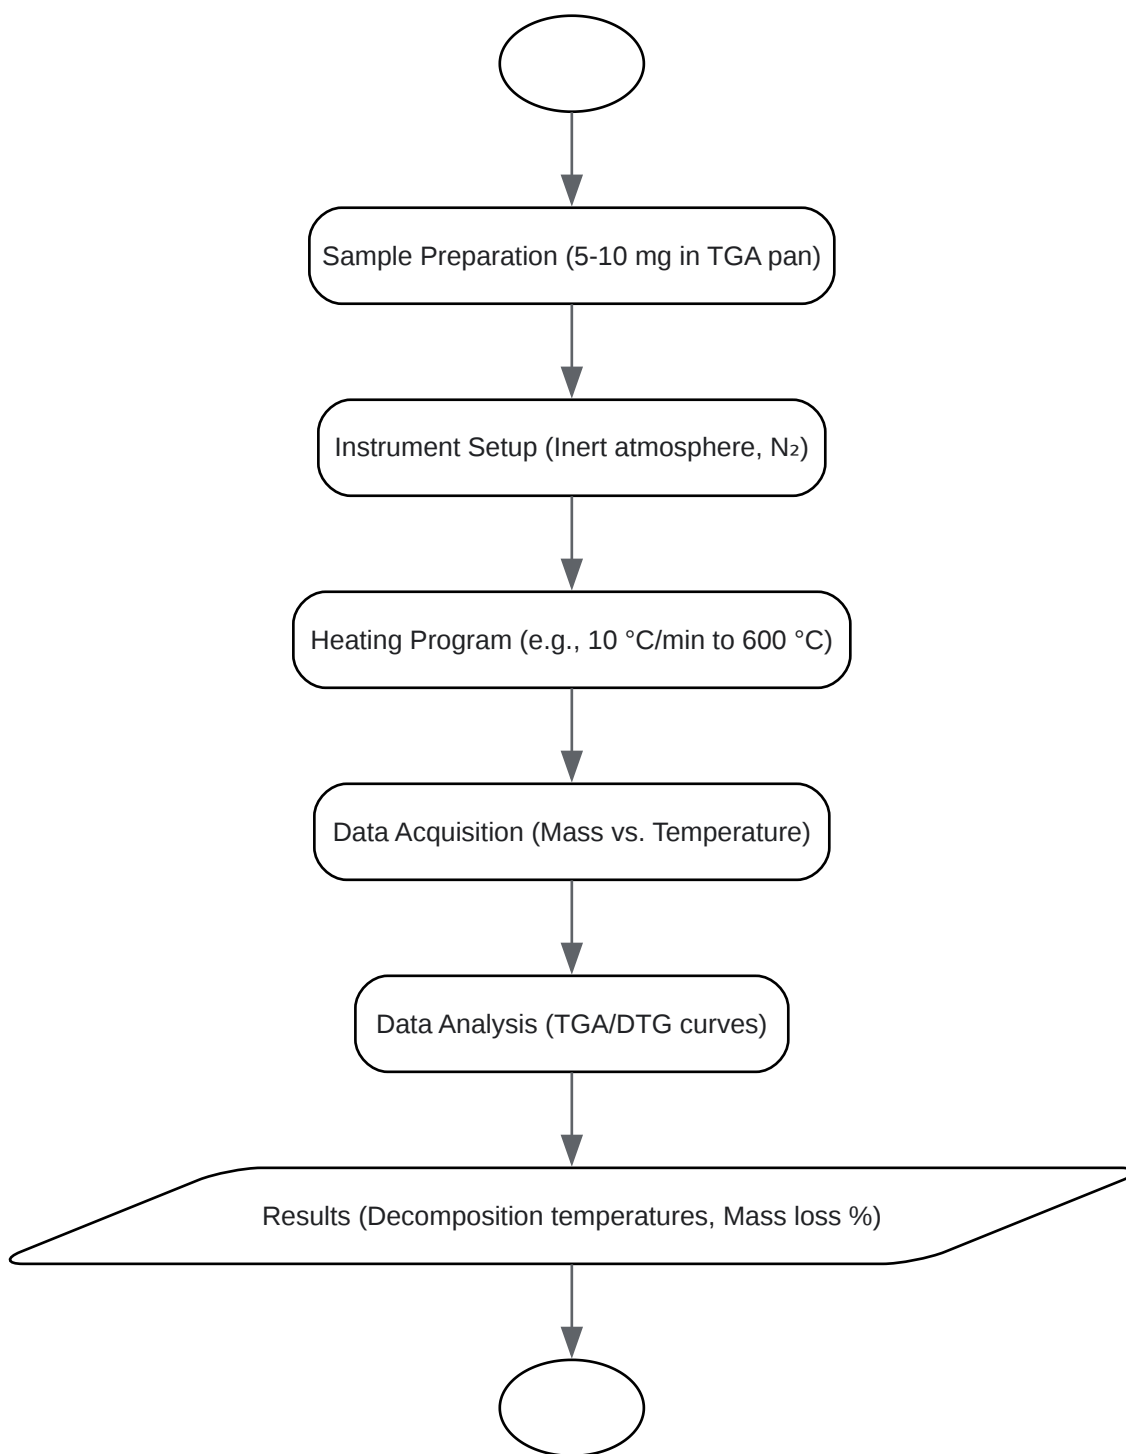 Sample Preparation (5-10 mg in TGA pan)
Instrument Setup (Inert atmosphere, N₂)
Heating Program (e.g., 10 °C/min to 600 °C)
Data Acquisition (Mass vs. Temperature)
Data Analysis (TGA/DTG curves)
Results (Decomposition temperatures, Mass loss %)